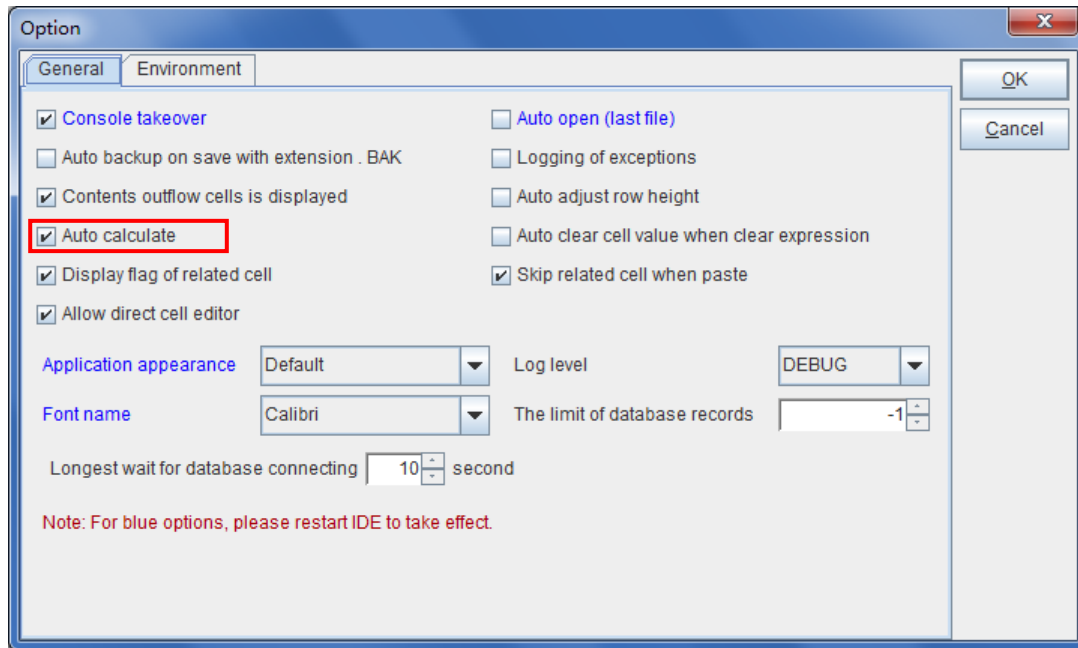 Option
General Environment
OK
Cancel
Console takeover Auto open (last file)
Auto backup on save with extension . BAK Logging of exceptions
Contents outflow cells is displayed Auto adjust row height
Auto calculate Auto clear cell value when clear expression
Display flag of related cell Skip related cell when paste
Allow direct cell editor
Application appearance Default Log level DEBUG
Font name Calibri The limit of database records -1
Longest wait for database connecting 10 second
Note: For blue options, please restart IDE to take effect.